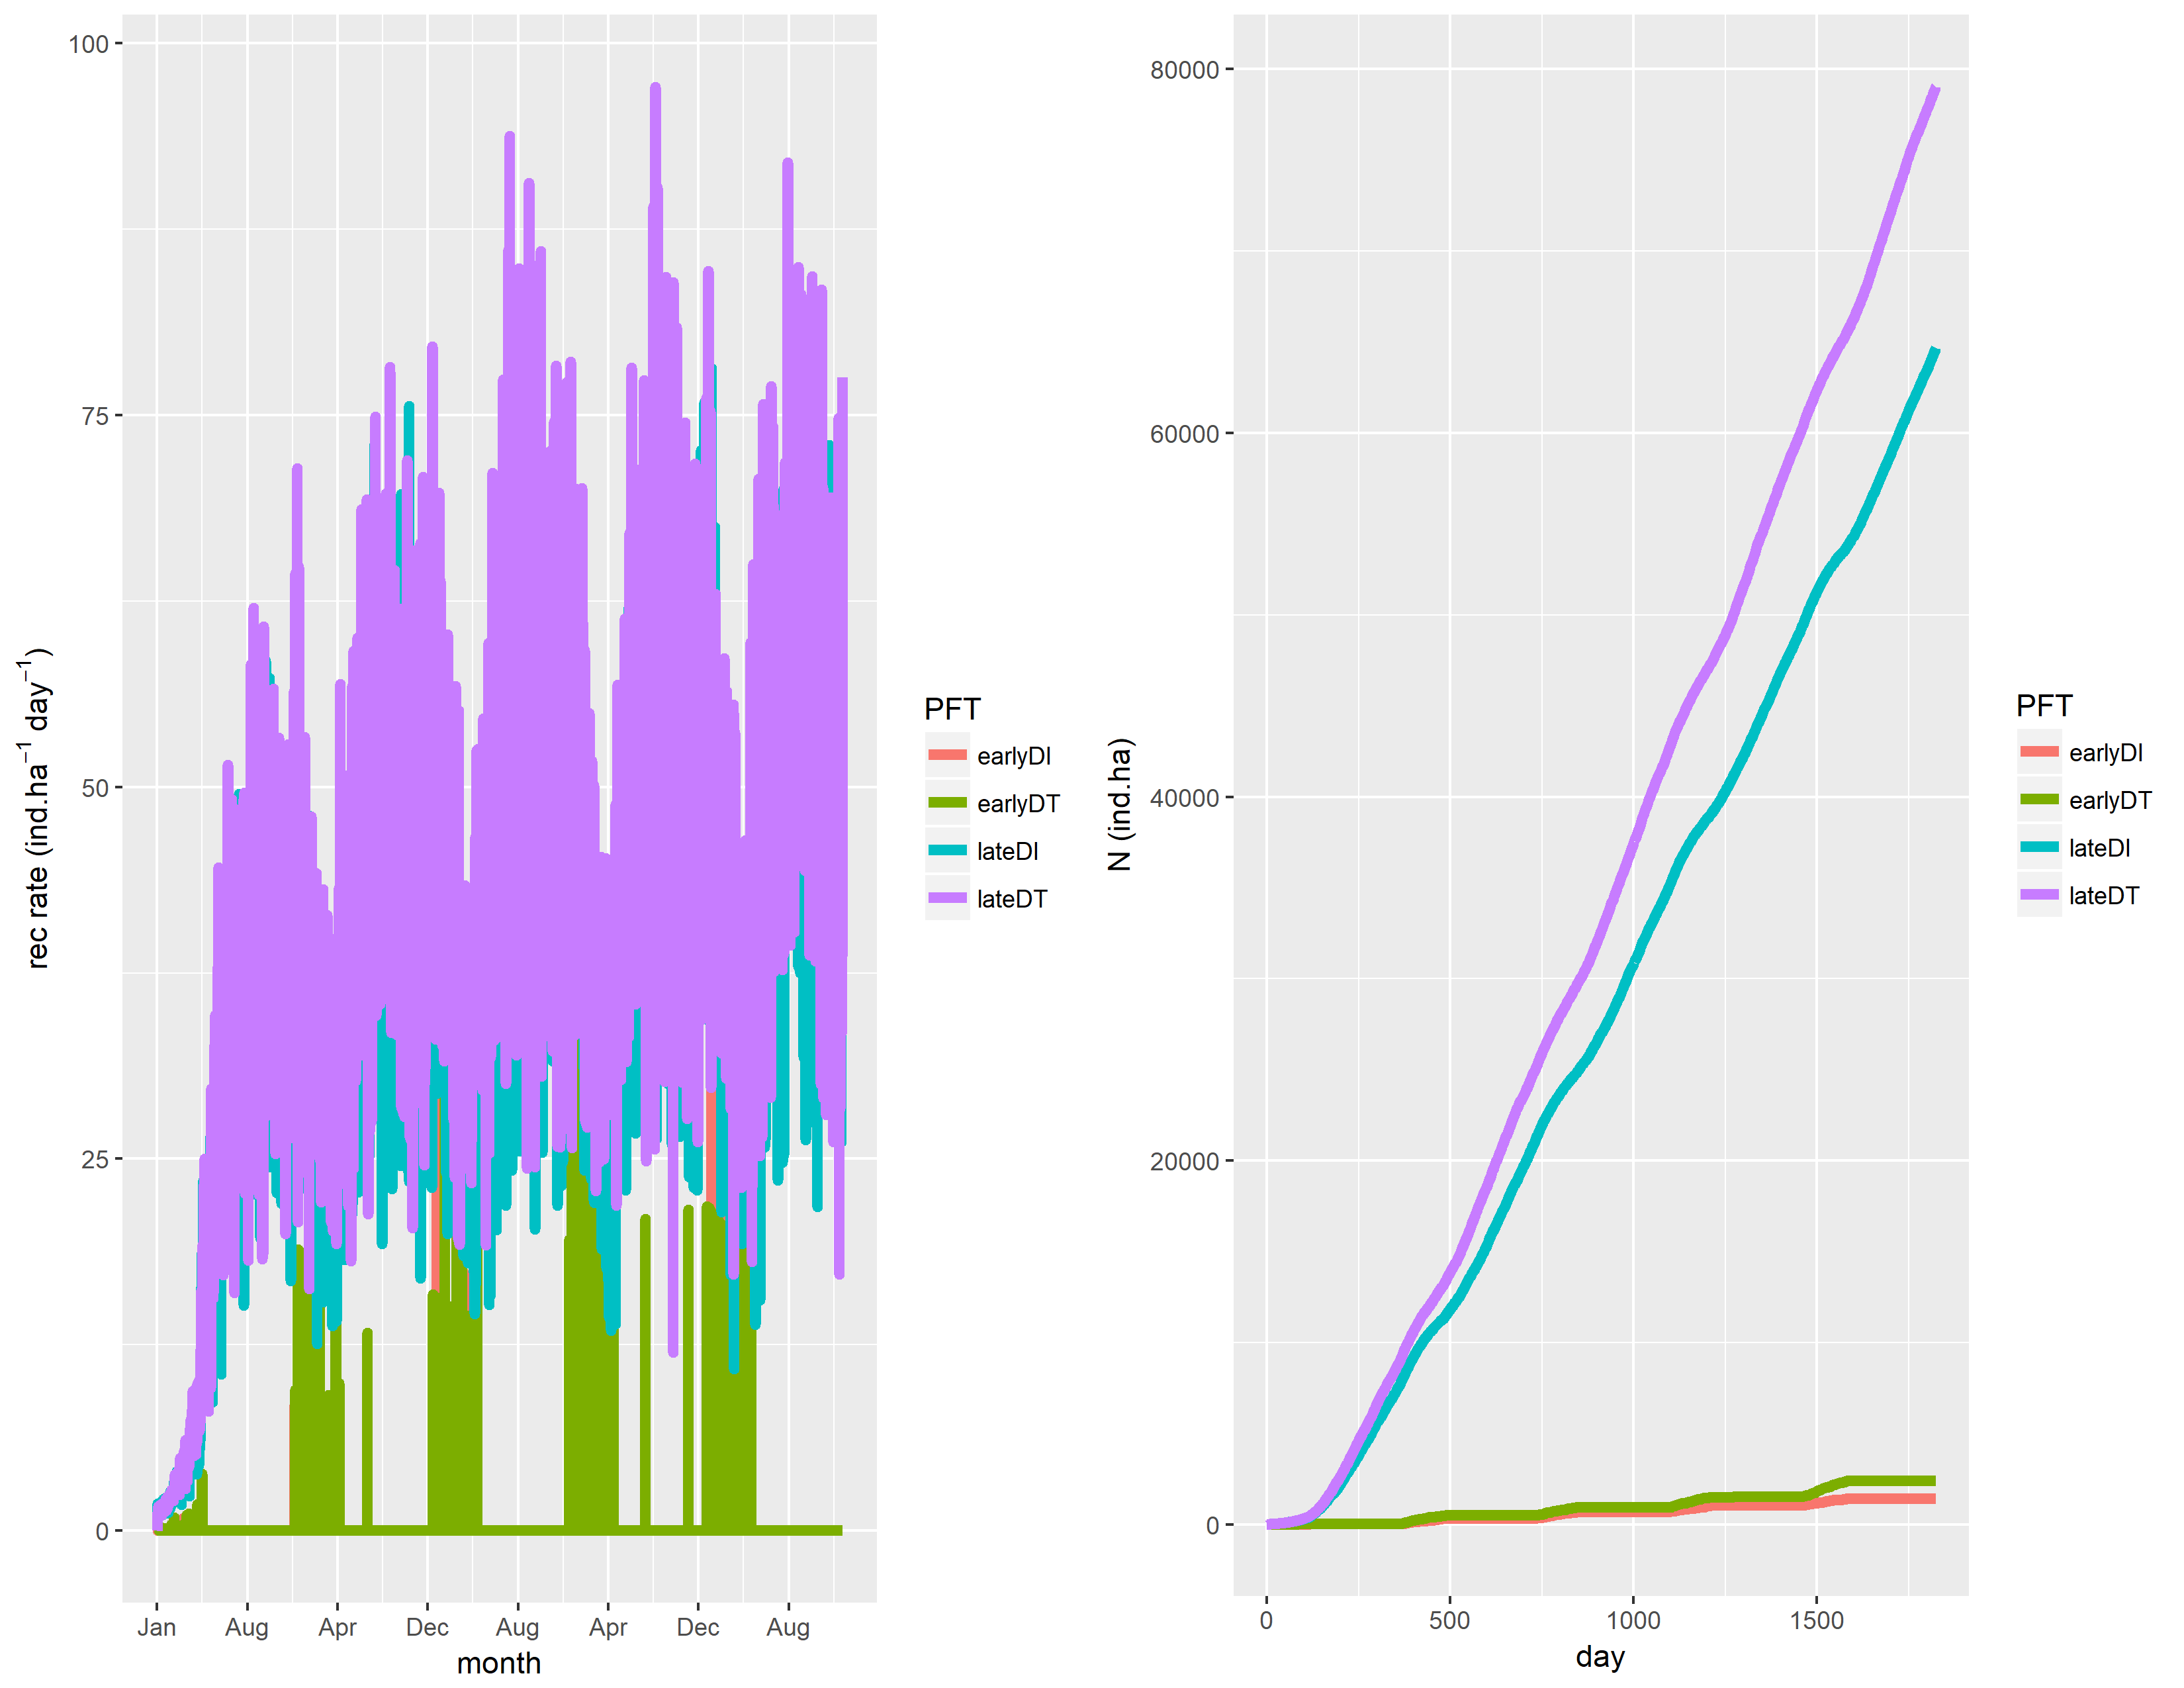 100
75
50
25
0
rec rate (ind.ha⁻¹ day⁻¹)
Jan Aug Apr Dec Aug Apr Dec Aug
month
PFT
earlyDI
earlyDT
lateDI
lateDT
80000
60000
40000
20000
0
N (ind.ha)
0 500 1000 1500
day
PFT
earlyDI
earlyDT
lateDI
lateDT